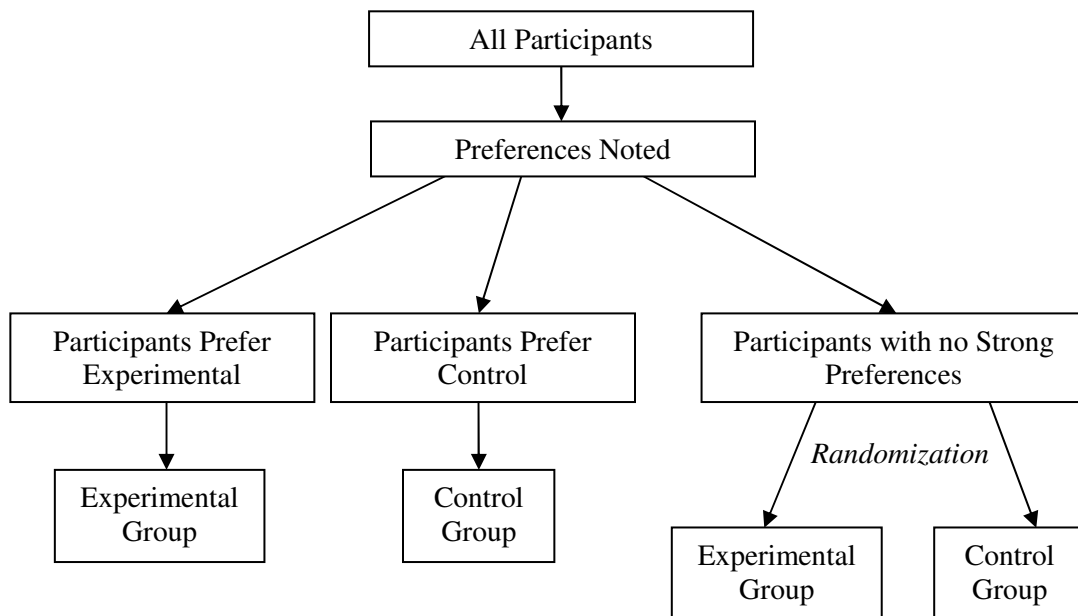 All Participants
Preferences Noted
Participants Prefer
Experimental
Participants Prefer
Control
Participants with no Strong
Preferences
Randomization
Experimental
Group
Control
Group
Experimental
Group
Control
Group